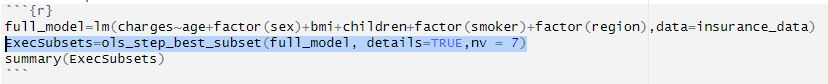 ```{r}
full_model=lm(charges~age+factor(sex)+bmi+children+factor(smoker)+factor(region),data=insurance_data)
ExecSubsets=ols_step_best_subset(full_model, details=TRUE,nv = 7)
summary(ExecSubsets)
```